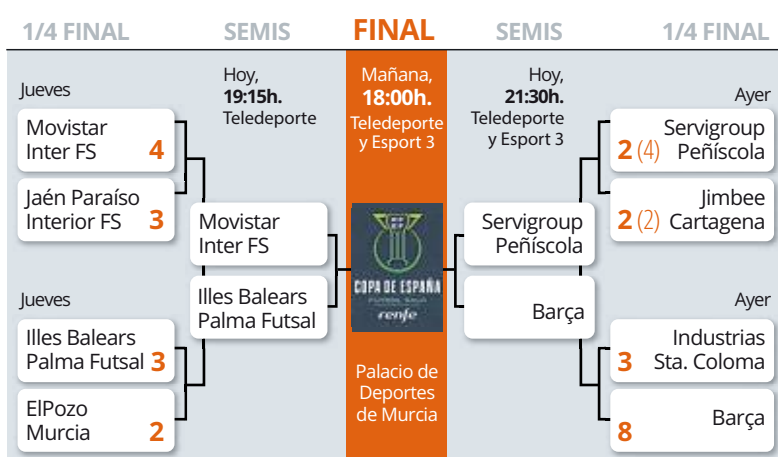 1/4 FINAL
SEMIS
FINAL
SEMIS
1/4 FINAL
Jueves
Movistar
Inter FS 4
Jaén Paraíso
Interior FS 3
Jueves
Illes Balears
Palma Futsal 3
ElPozo
Murcia 2
Hoy,
19:15h.
Teledeporte
Movistar
Inter FS
Illes Balears
Palma Futsal
Mañana,
18:00h.
Teledeporte
y Esport 3
COPA DE ESPAÑA
FUTBOL SALA
renfe
Palacio de
Deportes
de Murcia
Hoy,
21:30h.
Teledeporte
y Esport 3
Servigroup
Peñíscola
Barça
Ayer
Servigroup
2 (4) Peñíscola
Jimbee
2 (2) Cartagena
Ayer
Industrias
3 Sta. Coloma
Barça
8